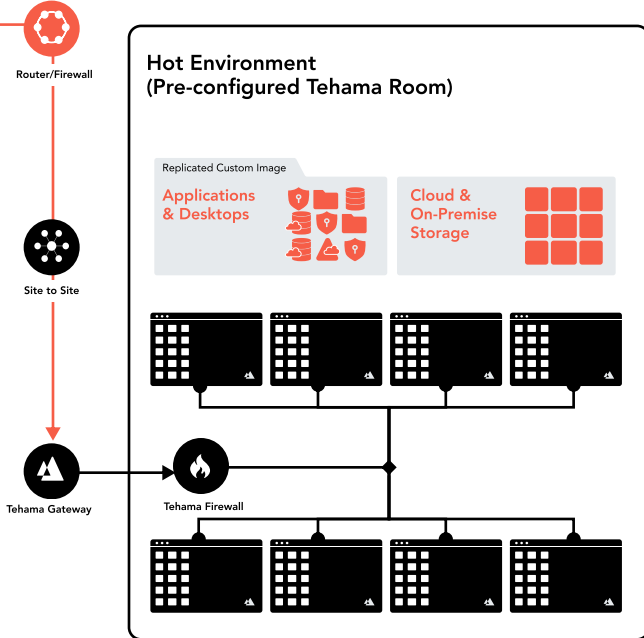 Router/Firewall
Hot Environment
(Pre-configured Tehama Room)
Replicated Custom Image
Applications
& Desktops
Cloud &
On-Premise
Storage
Site to Site
Tehama Gateway
Tehama Firewall